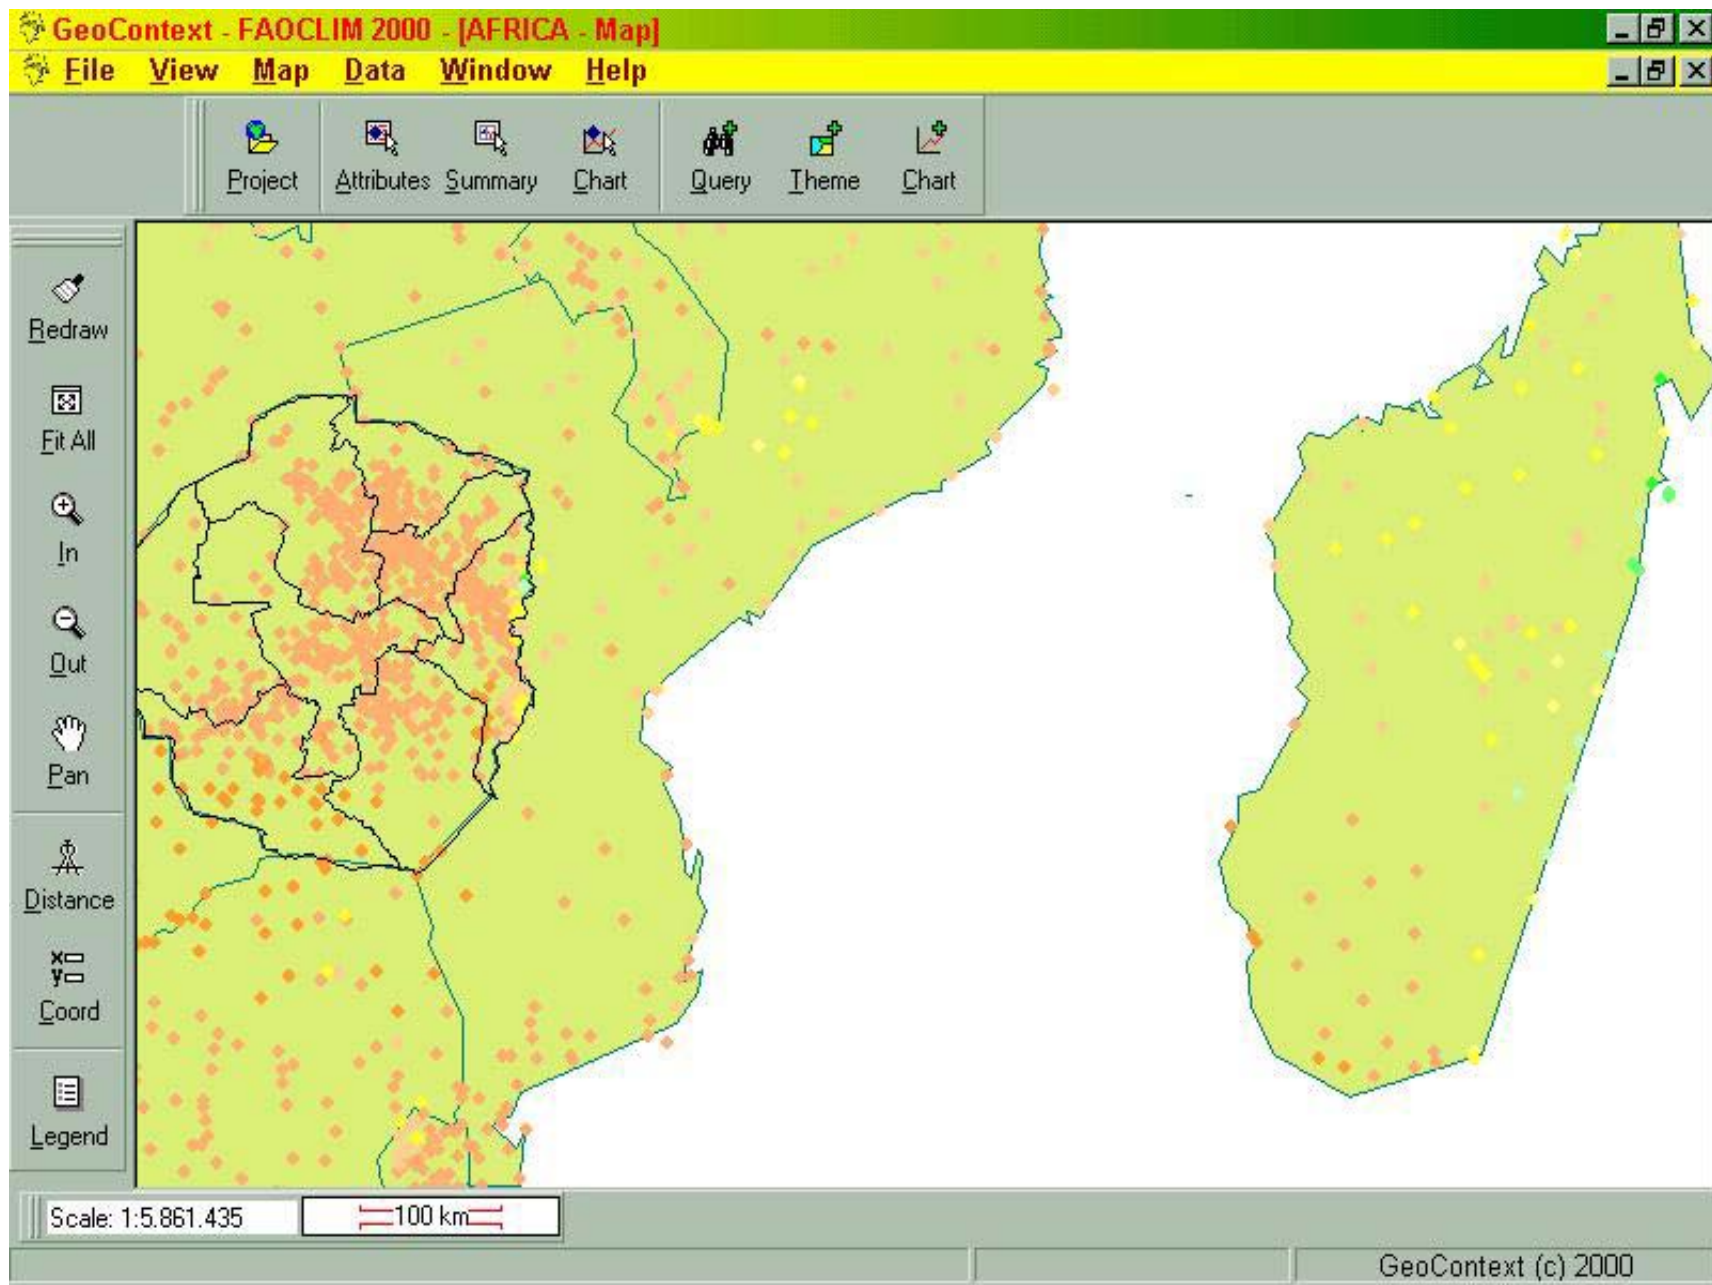 GeoContext - FAOCLIM 2000 - [AFRICA - Map]
File View Map Data Window Help
Project Attributes Summary Chart Query Theme Chart
Redraw
Fit All
In
Out
Pan
Distance
x
y
Coord
Legend
Scale: 1:5.861.435 100 km
GeoContext (c) 2000